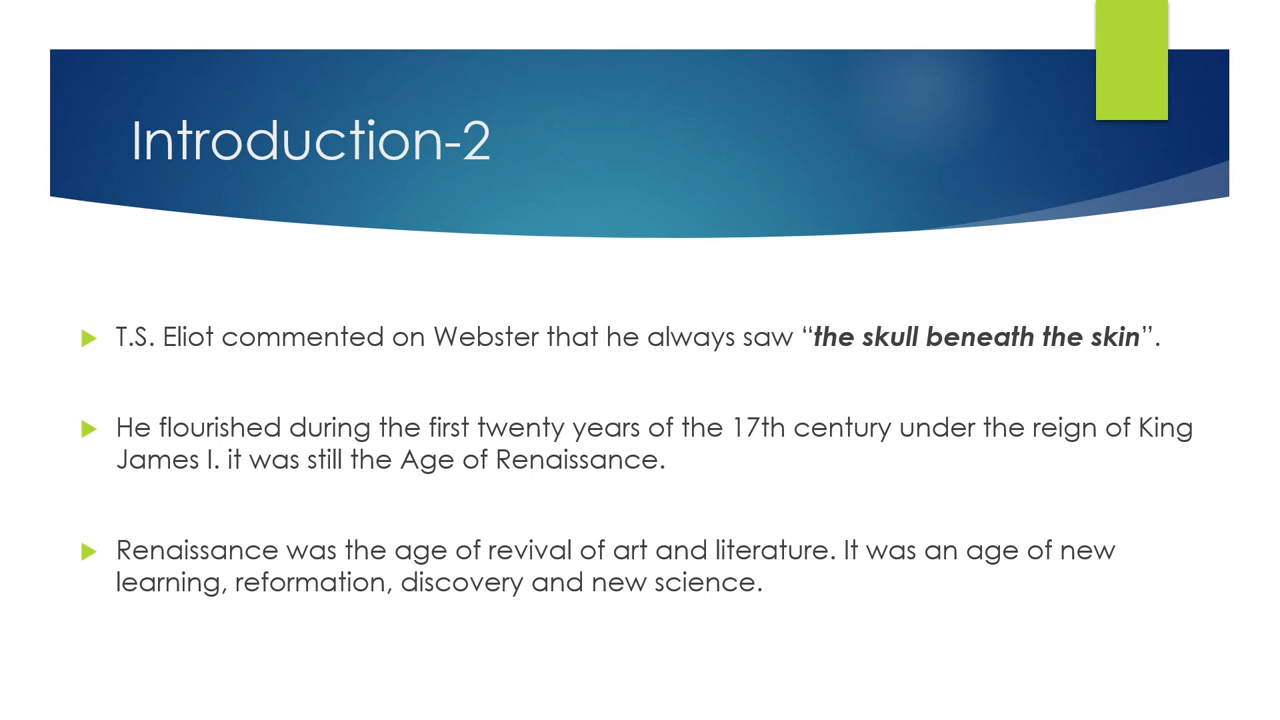 Introduction-2
T.S. Eliot commented on Webster that he always saw “the skull beneath the skin”.
He flourished during the first twenty years of the 17th century under the reign of King
James I. it was still the Age of Renaissance.
Renaissance was the age of revival of art and literature. It was an age of new
learning, reformation, discovery and new science.